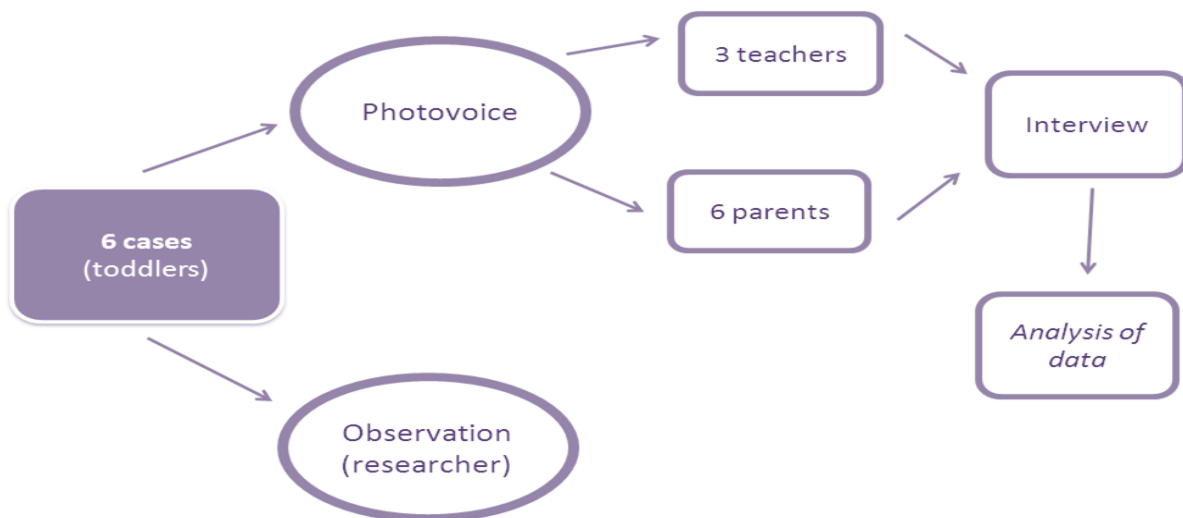 3 teachers
Photovoice
Interview
6 parents
6 cases
(toddlers)
Analysis of
data
Observation
(researcher)